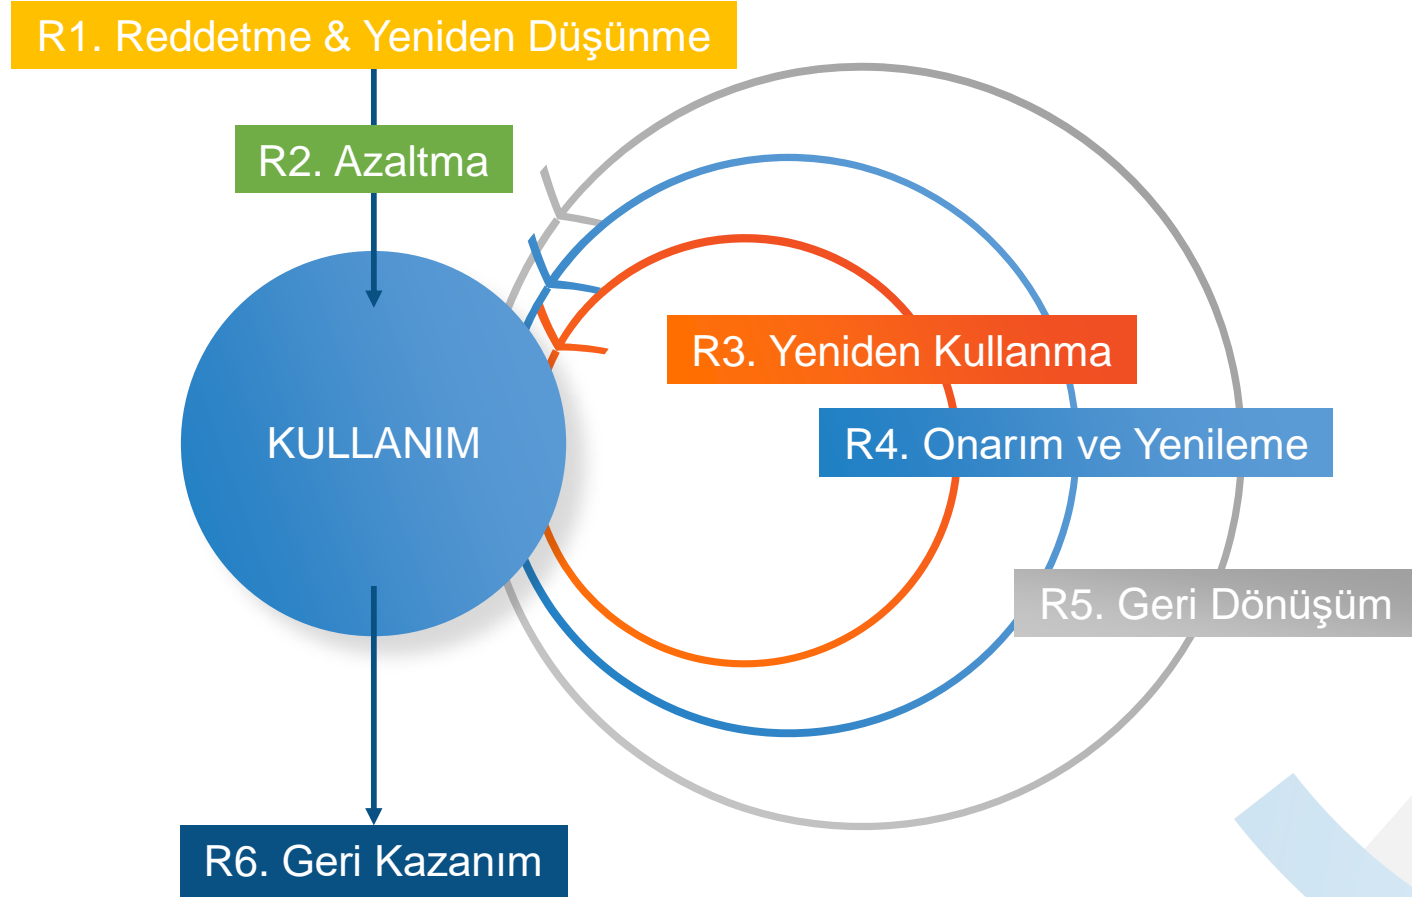 R1. Reddetme & Yeniden Düşünme
R2. Azaltma
R3. Yeniden Kullanma
KULLANIM
R4. Onarım ve Yenileme
R5. Geri Dönüşüm
R6. Geri Kazanım